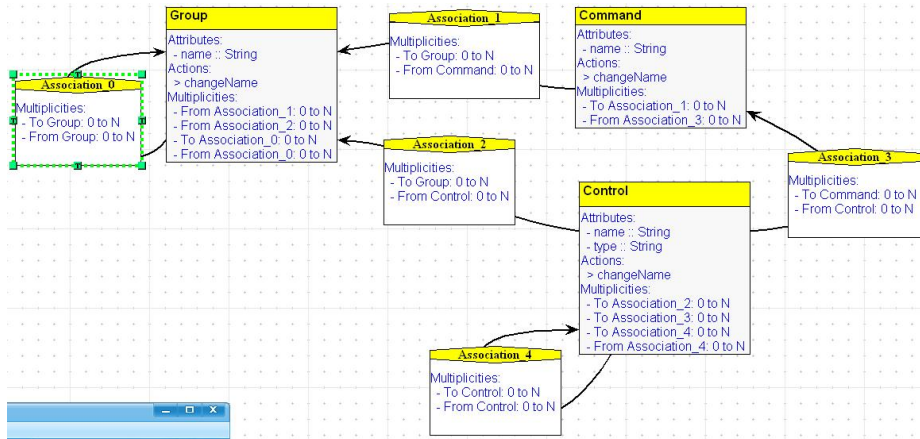 Group
Attributes:
- name :: String
Actions:
> changeName
Multiplicities:
- From Association_1: 0 to N
- From Association_2: 0 to N
- To Association_0: 0 to N
- From Association_0: 0 to N
Association_1
Multiplicities:
- To Group: 0 to N
- From Command: 0 to N
Command
Attributes:
- name :: String
Actions:
> changeName
Multiplicities:
- To Association_1: 0 to N
- From Association_3: 0 to N
Association_0
Multiplicities:
- To Group: 0 to N
- From Group: 0 to N
Association_2
Multiplicities:
- To Group: 0 to N
- From Control: 0 to N
Association_3
Multiplicities:
- To Command: 0 to N
- From Control: 0 to N
Control
Attributes:
- name :: String
- type :: String
Actions:
> changeName
Multiplicities:
- To Association_2: 0 to N
- To Association_3: 0 to N
- To Association_4: 0 to N
- From Association_4: 0 to N
Association_4
Multiplicities:
- To Control: 0 to N
- From Control: 0 to N